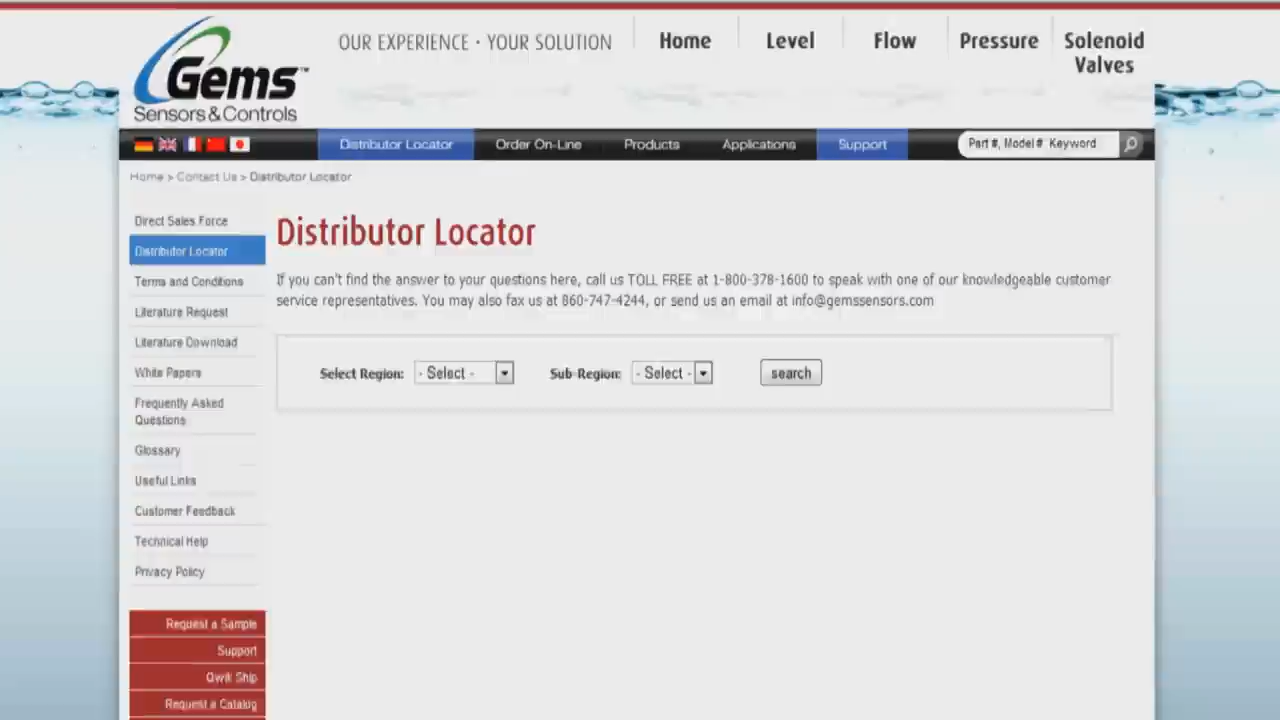 Gems™
Sensors & Controls
OUR EXPERIENCE · YOUR SOLUTION
Home
Level
Flow
Pressure
Solenoid
Valves
Distributor Locator
Order On-Line
Products
Applications
Support
Part #, Model # Keyword
Home > Contact Us > Distributor Locator
Direct Sales Force
Distributor Locator
Terms and Conditions
Literature Request
Literature Download
White Papers
Frequently Asked
Questions
Glossary
Useful Links
Customer Feedback
Technical Help
Privacy Policy
Request a Sample
Support
Qwik Ship
Request a Catalog
Distributor Locator
If you can't find the answer to your questions here, call us TOLL FREE at 1-800-378-1600 to speak with one of our knowledgeable customer
service representatives. You may also fax us at 860-747-4244, or send us an email at info@gemssensors.com
Select Region: - Select - Sub-Region: - Select - search